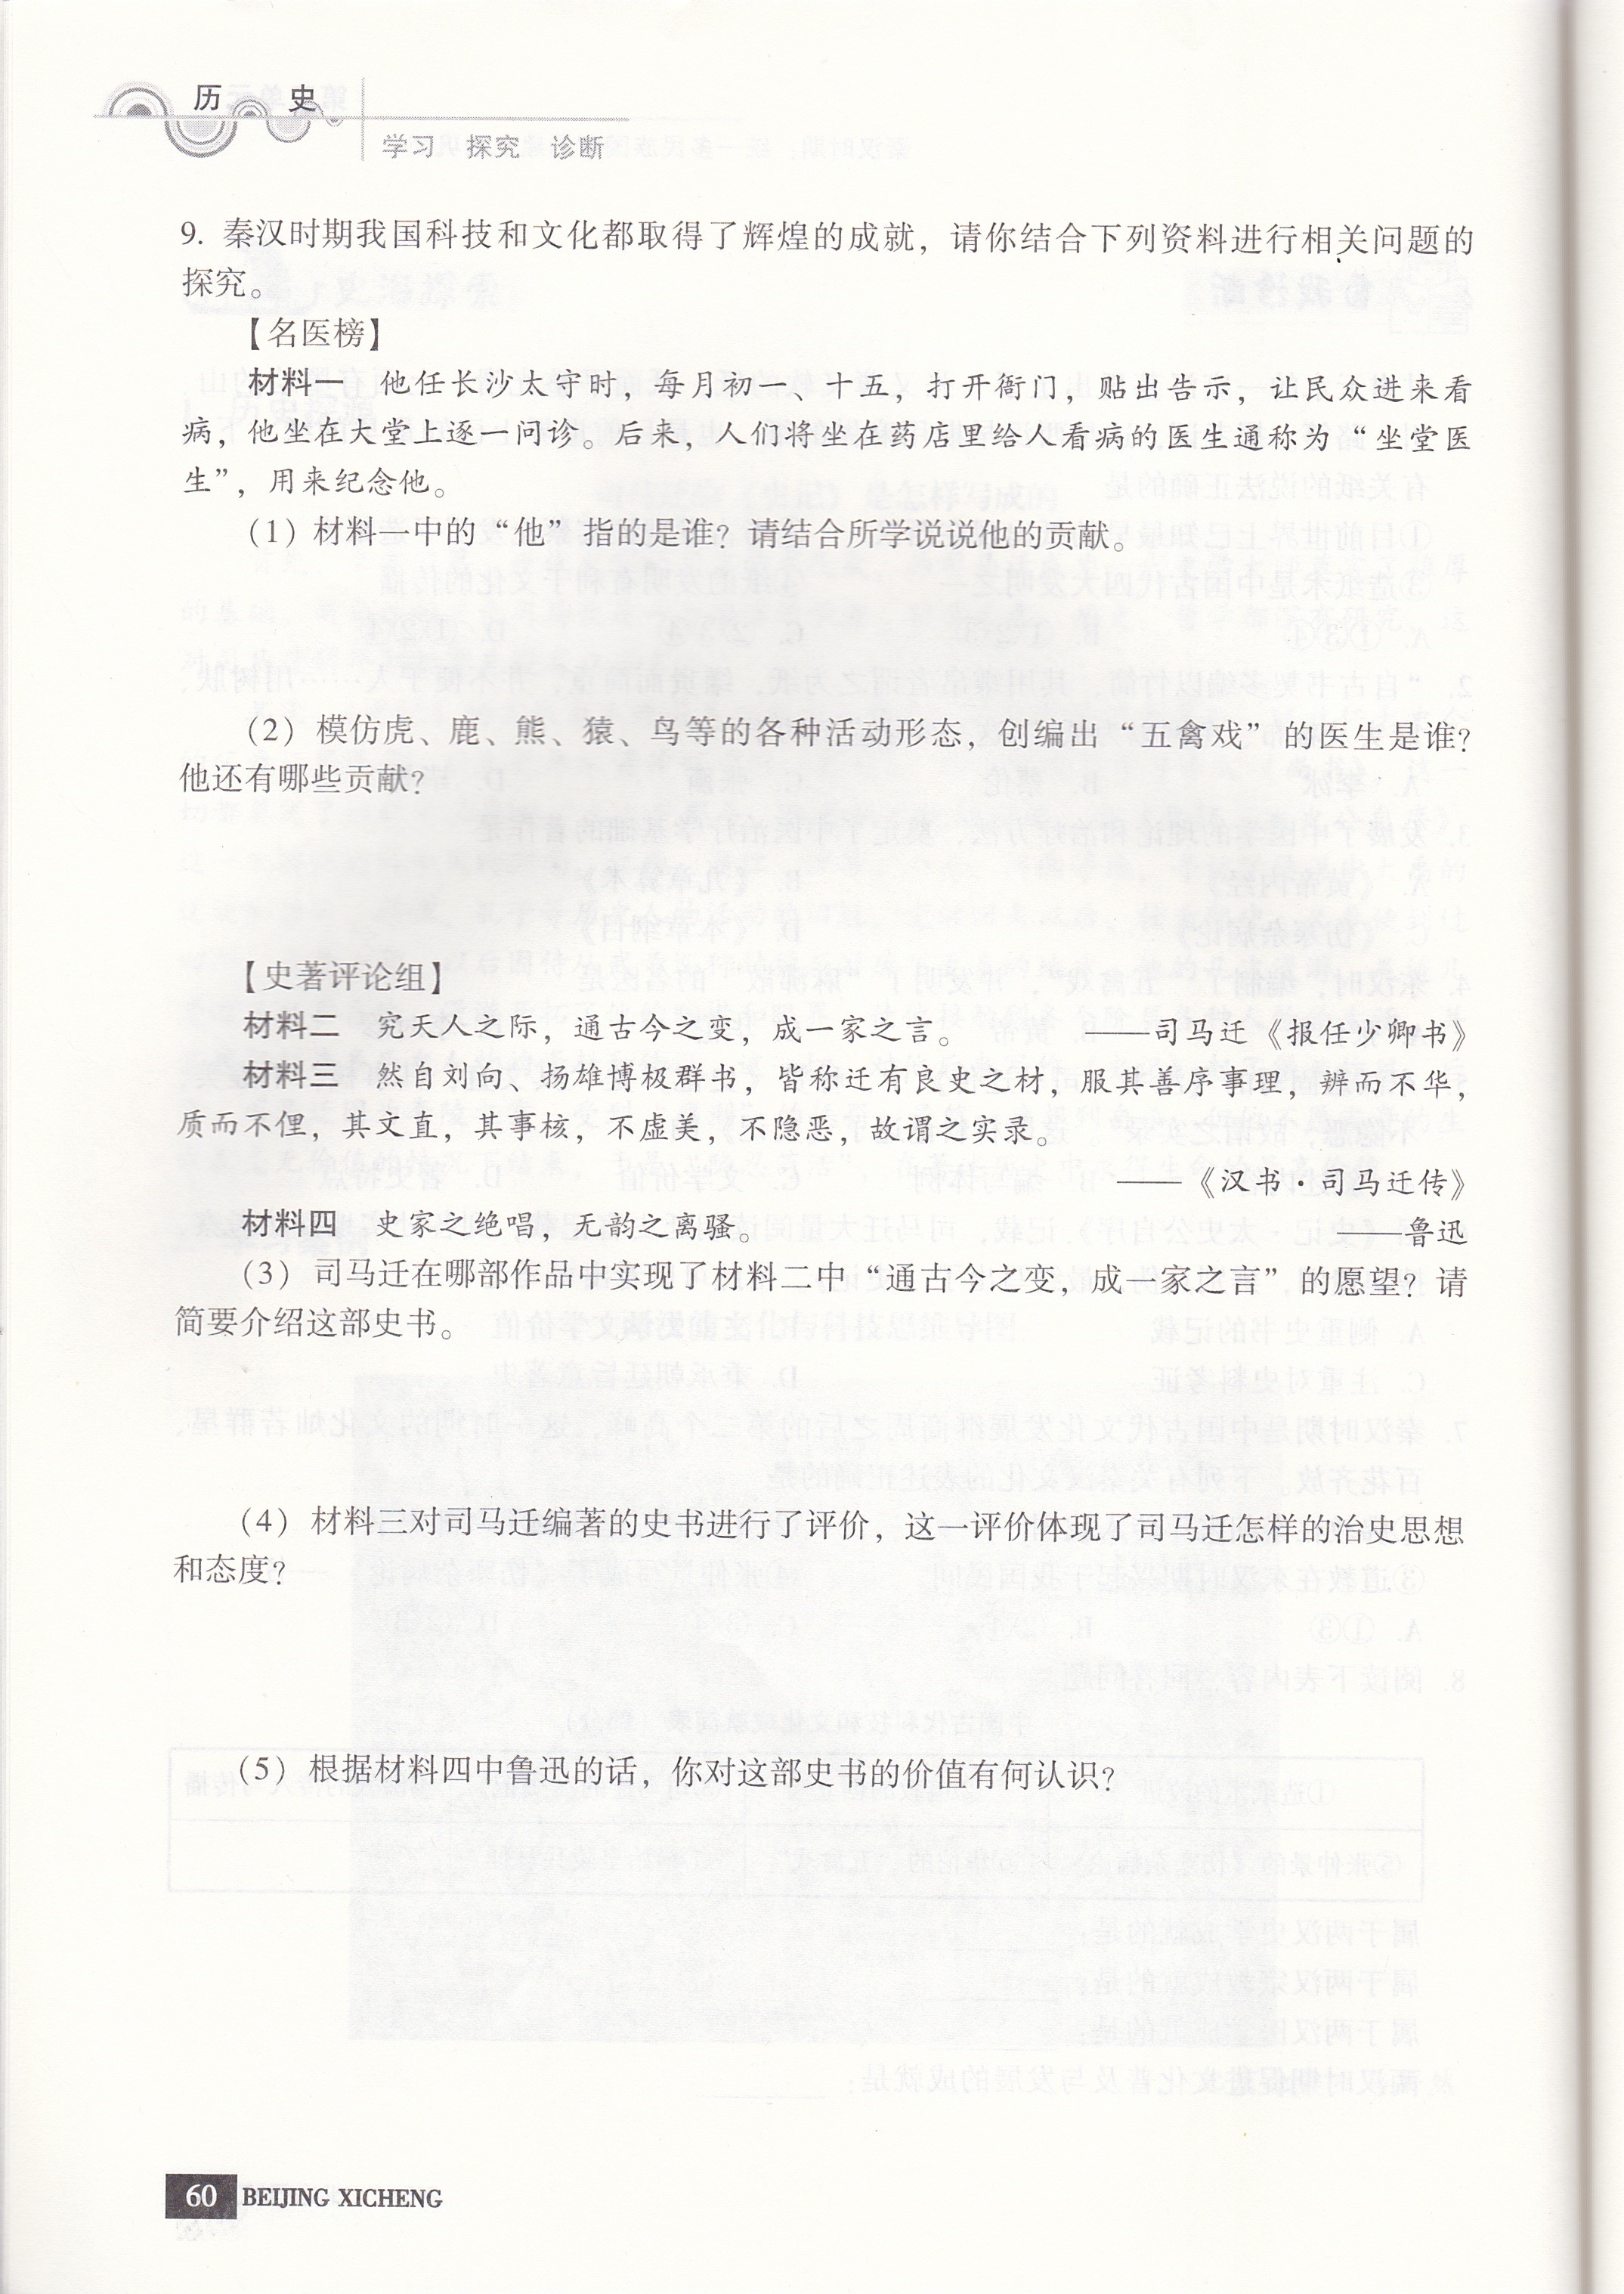 历 史
学习 探究 诊断
9. 秦汉时期我国科技和文化都取得了辉煌的成就，请你结合下列资料进行相关问题的
探究。
【名医榜】
材料一 他任长沙太守时，每月初一、十五，打开衙门，贴出告示，让民众进来看
病，他坐在大堂上逐一问诊。后来，人们将坐在药店里给人看病的医生通称为“坐堂医
生”，用来纪念他。
（1）材料一中的“他”指的是谁？请结合所学说说他的贡献。
（2）模仿虎、鹿、熊、猿、鸟等的各种活动形态，创编出“五禽戏”的医生是谁？
他还有哪些贡献？
【史著评论组】
材料二 究天人之际，通古今之变，成一家之言。 ——司马迁《报任少卿书》
材料三 然自刘向、扬雄博极群书，皆称迁有良史之材，服其善序事理，辨而不华，
质而不俚，其文直，其事核，不虚美，不隐恶，故谓之实录。
——《汉书·司马迁传》
材料四 史家之绝唱，无韵之离骚。 ——鲁迅
（3）司马迁在哪部作品中实现了材料二中“通古今之变，成一家之言”的愿望？请
简要介绍这部史书。
（4）材料三对司马迁编著的史书进行了评价，这一评价体现了司马迁怎样的治史思想
和态度？
（5）根据材料四中鲁迅的话，你对这部史书的价值有何认识？
60 BEIJING XICHENG